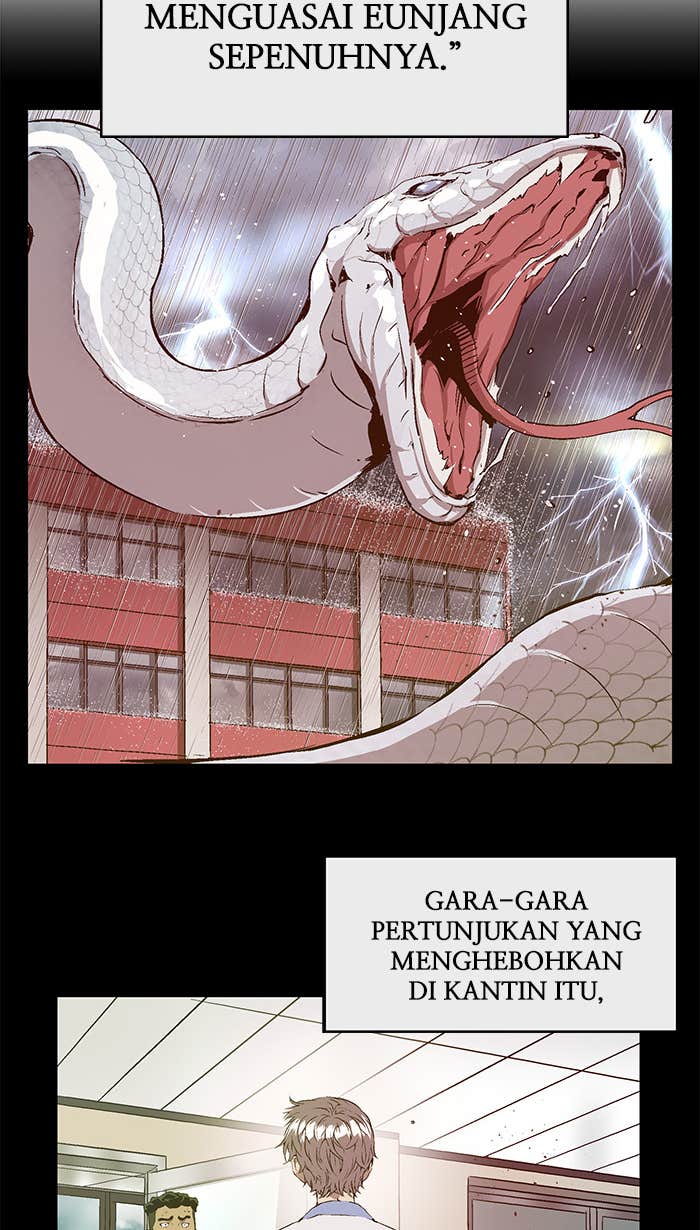 MENGUASAI EUNJANG
SEPENUHNYA.”
GARA-GARA
PERTUNJUKAN YANG
MENGHEBOHKAN
DI KANTIN ITU,